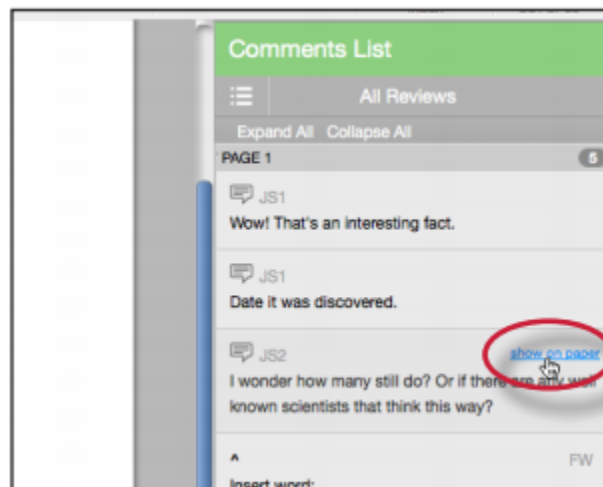 Comments List
All Reviews
Expand All Collapse All
PAGE 1 5
JS1
Wow! That's an interesting fact.
JS1
Date it was discovered.
JS2 show on paper
I wonder how many still do? Or if there are any well
known scientists that think this way?
^ FW
Insert word: